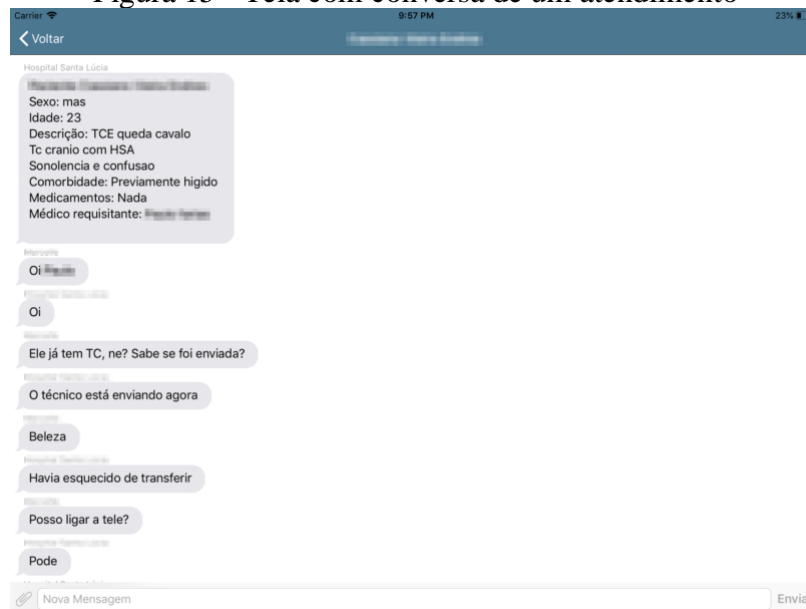 Figura 13 – Tela com conversa de um atendimento
Carrier 9:57 PM 23%
Voltar
Hospital Santa Lúcia
Sexo: mas
Idade: 23
Descrição: TCE queda cavalo
Tc cranio com HSA
Sonolencia e confusao
Comorbidade: Previamente higido
Medicamentos: Nada
Médico requisitante:
Oi
Oi
Ele já tem TC, ne? Sabe se foi enviada?
O técnico está enviando agora
Beleza
Havia esquecido de transferir
Posso ligar a tele?
Pode
Nova Mensagem
Envia